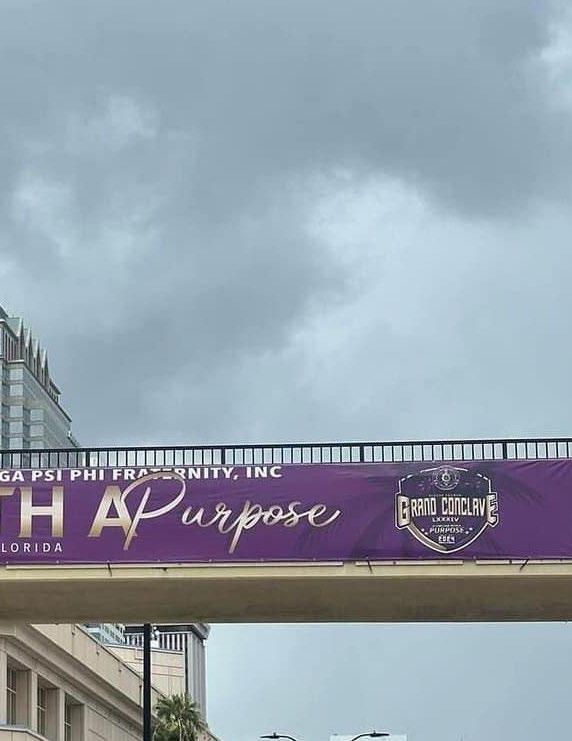 GA PSI PHI FRATERNITY, INC
TH A Purpose
LORIDA
GRAND CONCLAVE
LXXXIV
PURPOSE
2024